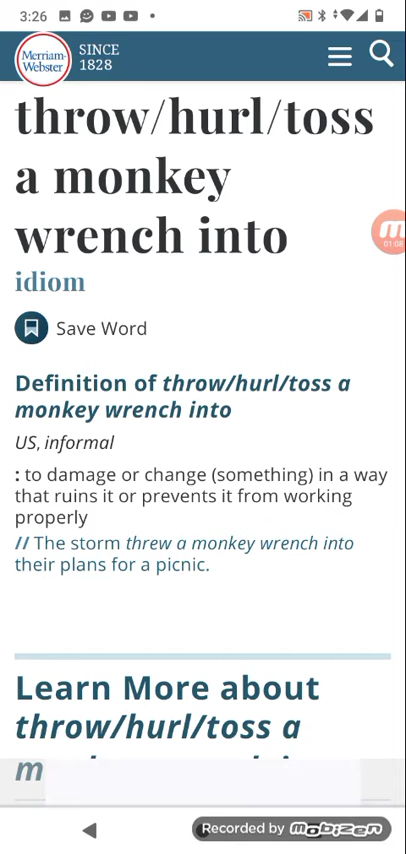 3:26
Merriam-
Webster
SINCE
1828
throw/hurl/toss
a monkey
wrench into
idiom
Save Word
Definition of throw/hurl/toss a
monkey wrench into
US, informal
: to damage or change (something) in a way
that ruins it or prevents it from working
properly
// The storm threw a monkey wrench into
their plans for a picnic.
Learn More about
throw/hurl/toss a
m
01:08
Recorded by mobizen